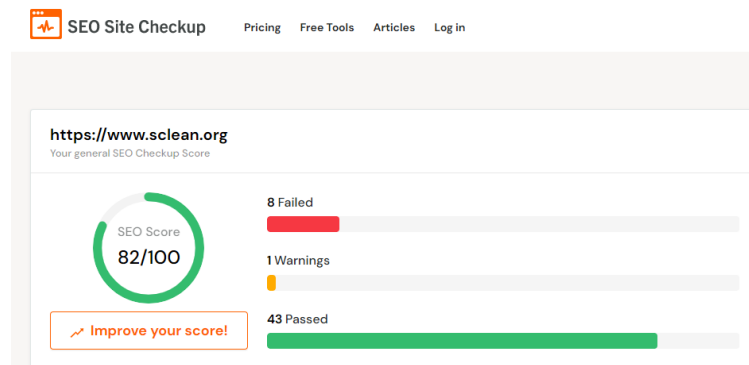 SEO Site Checkup Pricing Free Tools Articles Log in
https://www.sclean.org
Your general SEO Checkup Score
SEO Score
82/100
Improve your score!
8 Failed
1 Warnings
43 Passed